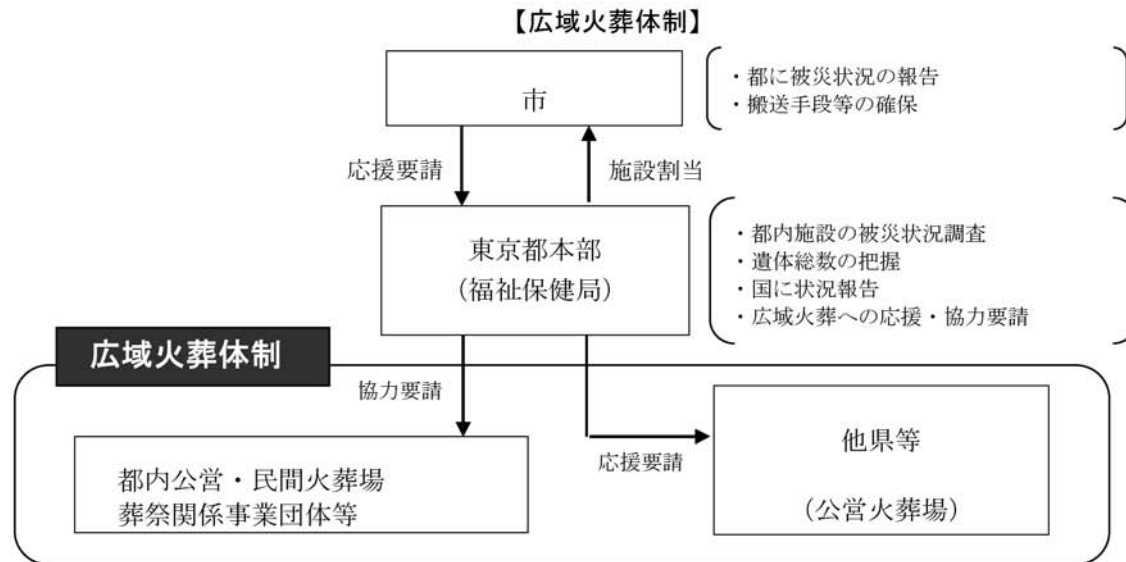 【広域火葬体制】
市
・都に被災状況の報告
・搬送手段等の確保
応援要請
施設割当
東京都本部
（福祉保健局）
・都内施設の被災状況調査
・遺体総数の把握
・国に状況報告
・広域火葬への応援・協力要請
広域火葬体制
協力要請
都内公営・民間火葬場
葬祭関係事業団体等
応援要請
他県等
（公営火葬場）